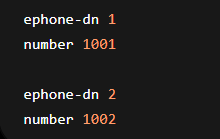 ephone-dn 1
number 1001
ephone-dn 2
number 1002